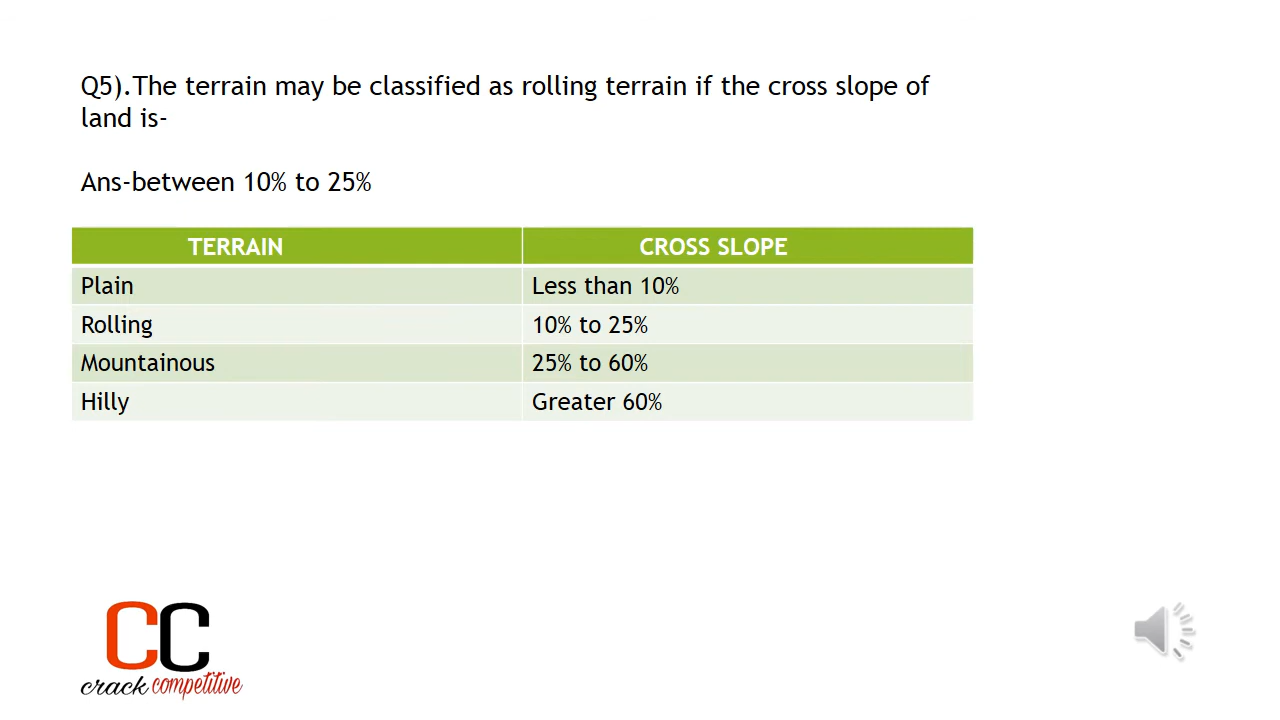 Q5).The terrain may be classified as rolling terrain if the cross slope of
land is-
Ans-between 10% to 25%
TERRAIN CROSS SLOPE
Plain Less than 10%
Rolling 10% to 25%
Mountainous 25% to 60%
Hilly Greater 60%
CC
crack competitive